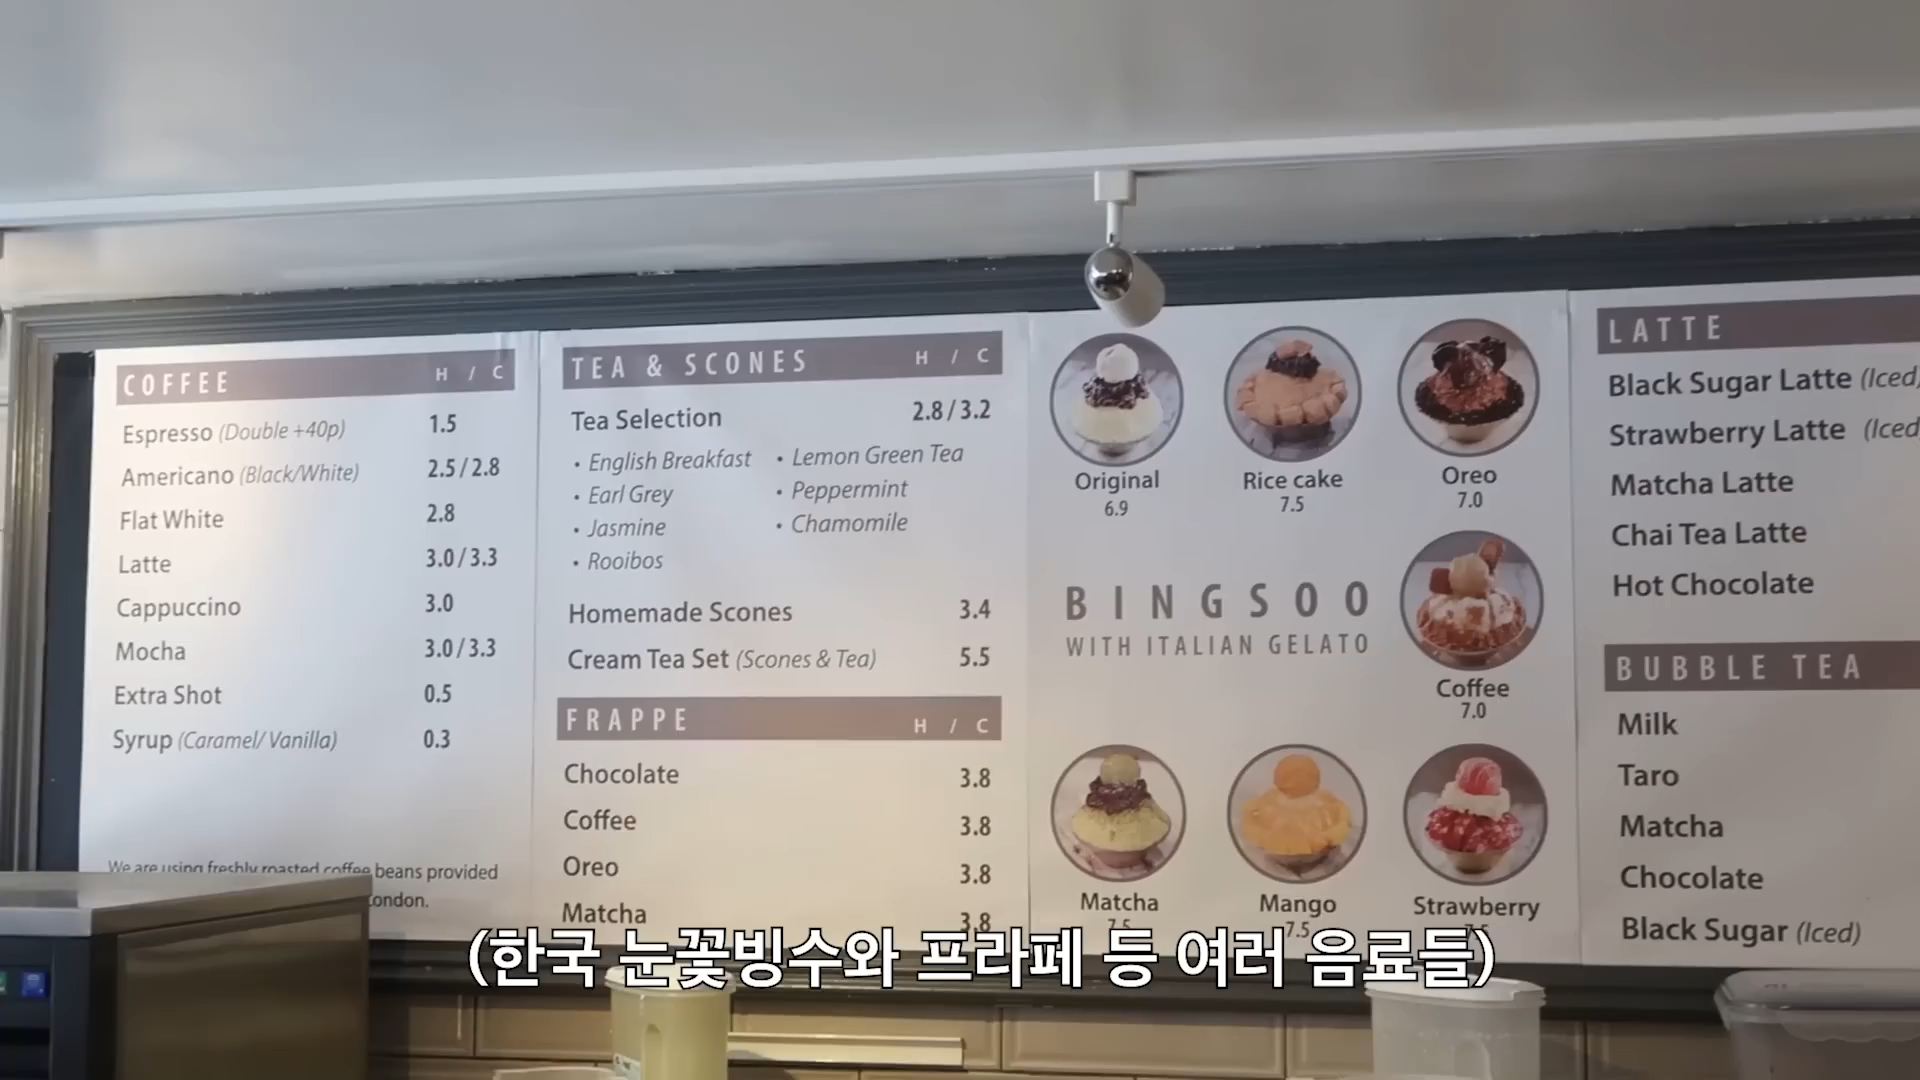 COFFEE H / C
Espresso (Double +40p) 1.5
Americano (Black/White) 2.5/2.8
Flat White 2.8
Latte 3.0/3.3
Cappuccino 3.0
Mocha 3.0/3.3
Extra Shot 0.5
Syrup (Caramel/Vanilla) 0.3
We are using freshly roasted coffee beans provided
London.
TEA & SCONES H / C
Tea Selection 2.8/3.2
• English Breakfast • Lemon Green Tea
• Earl Grey • Peppermint
• Jasmine • Chamomile
• Rooibos
Homemade Scones 3.4
Cream Tea Set (Scones & Tea) 5.5
FRAPPE H / C
Chocolate 3.8
Coffee 3.8
Oreo 3.8
Matcha 3.8
Original Rice cake Oreo
6.9 7.5 7.0
BINGSOO
WITH ITALIAN GELATO
Coffee
7.0
Matcha Mango Strawberry
7.5 7.5
LATTE
Black Sugar Latte (Iced)
Strawberry Latte (Iced
Matcha Latte
Chai Tea Latte
Hot Chocolate
BUBBLE TEA
Milk
Taro
Matcha
Chocolate
Black Sugar (Iced)
(한국 눈꽃빙수와 프라페 등 여러 음료들)